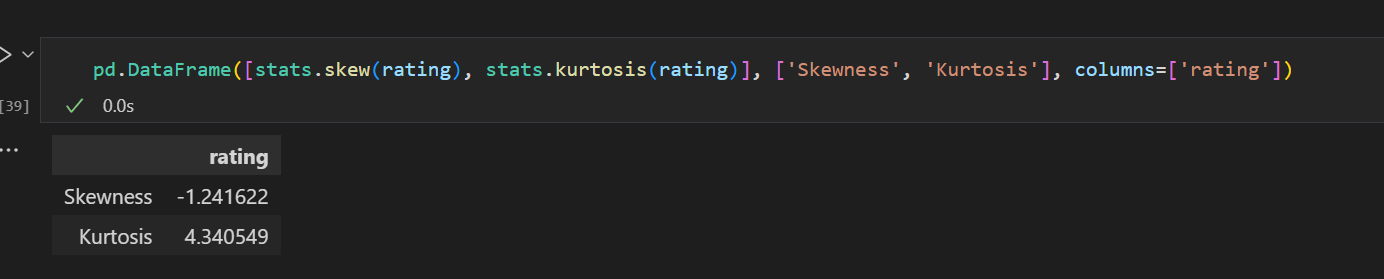 pd.DataFrame([stats.skew(rating), stats.kurtosis(rating)], ['Skewness', 'Kurtosis'], columns=['rating'])
[39]
0.0s
...
rating
Skewness -1.241622
Kurtosis 4.340549